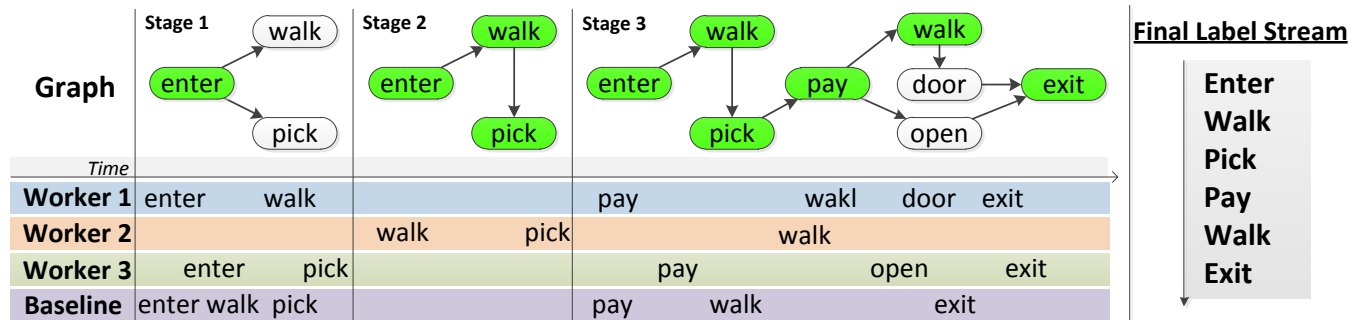 Stage 1
Stage 2
Stage 3
Final Label Stream
Graph
enter
walk
pick
enter
walk
pick
enter
walk
pick
pay
walk
door
open
exit
Enter
Walk
Pick
Pay
Walk
Exit
Time
Worker 1 enter walk pay wakl door exit
Worker 2 walk pick walk
Worker 3 enter pick pay open exit
Baseline enter walk pick pay walk exit